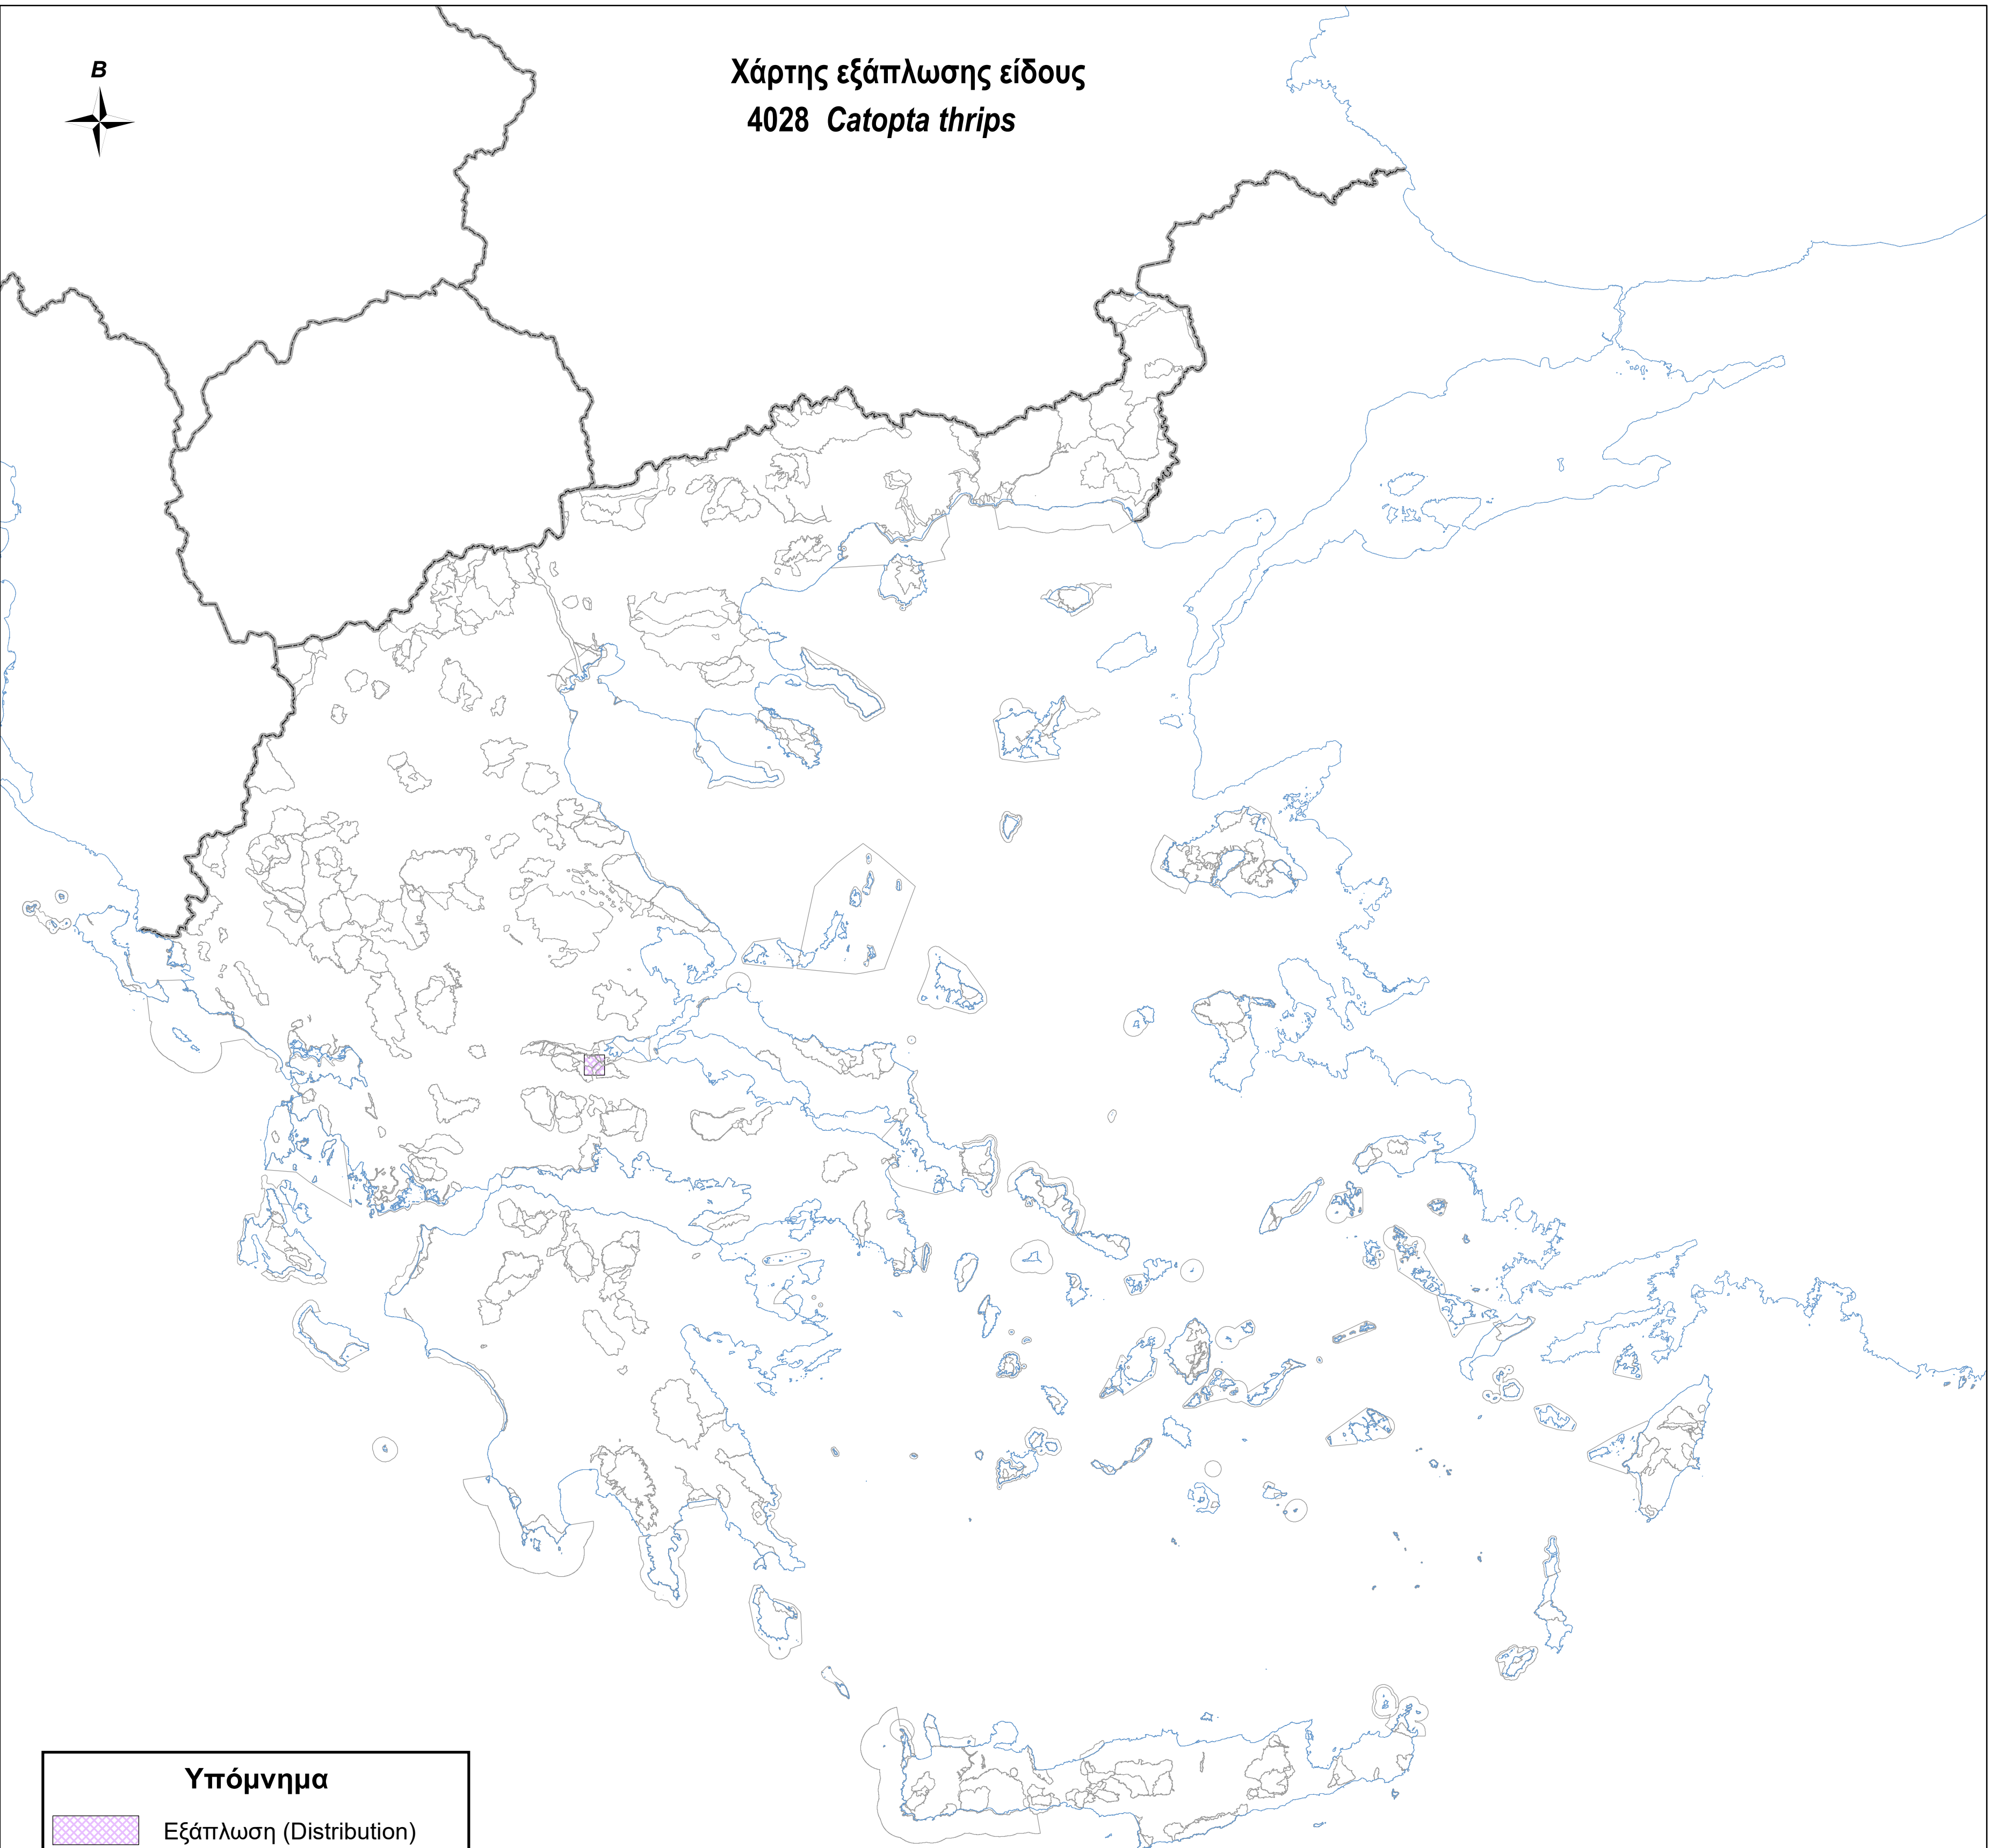 Β
Χάρτης εξάπλωσης είδους
4028 Catopta thrips
Υπόμνημα
Εξάπλωση (Distribution)